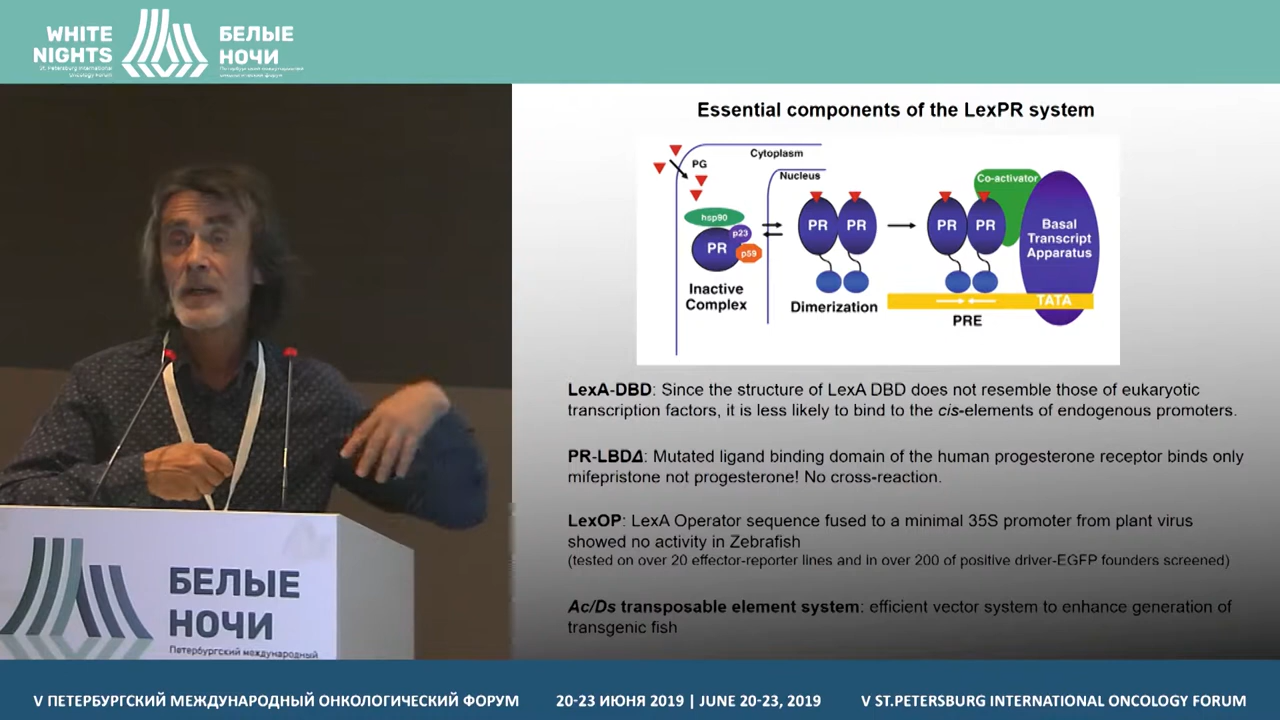 WHITE
NIGHTS
St. Petersburg International
Oncology Forum
БЕЛЫЕ
НОЧИ
Петербургский международный
онкологический форум
Essential components of the LexPR system
Cytoplasm
PG
Nucleus
Co-activator
hsp90
p23
PR
p59
PR
PR
PR
PR
Basal
Transcript
Apparatus
Inactive
Complex
Dimerization
TATA
PRE
LexA-DBD: Since the structure of LexA DBD does not resemble those of eukaryotic
transcription factors, it is less likely to bind to the cis-elements of endogenous promoters.
PR-LBDΔ: Mutated ligand binding domain of the human progesterone receptor binds only
mifepristone not progesterone! No cross-reaction.
LexOP: LexA Operator sequence fused to a minimal 35S promoter from plant virus
showed no activity in Zebrafish
(tested on over 20 effector-reporter lines and in over 200 of positive driver-EGFP founders screened)
Ac/Ds transposable element system: efficient vector system to enhance generation of
transgenic fish
БЕЛЫЕ
НОЧИ
Петербургский международный
V ПЕТЕРБУРГСКИЙ МЕЖДУНАРОДНЫЙ ОНКОЛОГИЧЕСКИЙ ФОРУМ
20-23 ИЮНЯ 2019 | JUNE 20-23, 2019
V ST.PETERSBURG INTERNATIONAL ONCOLOGY FORUM